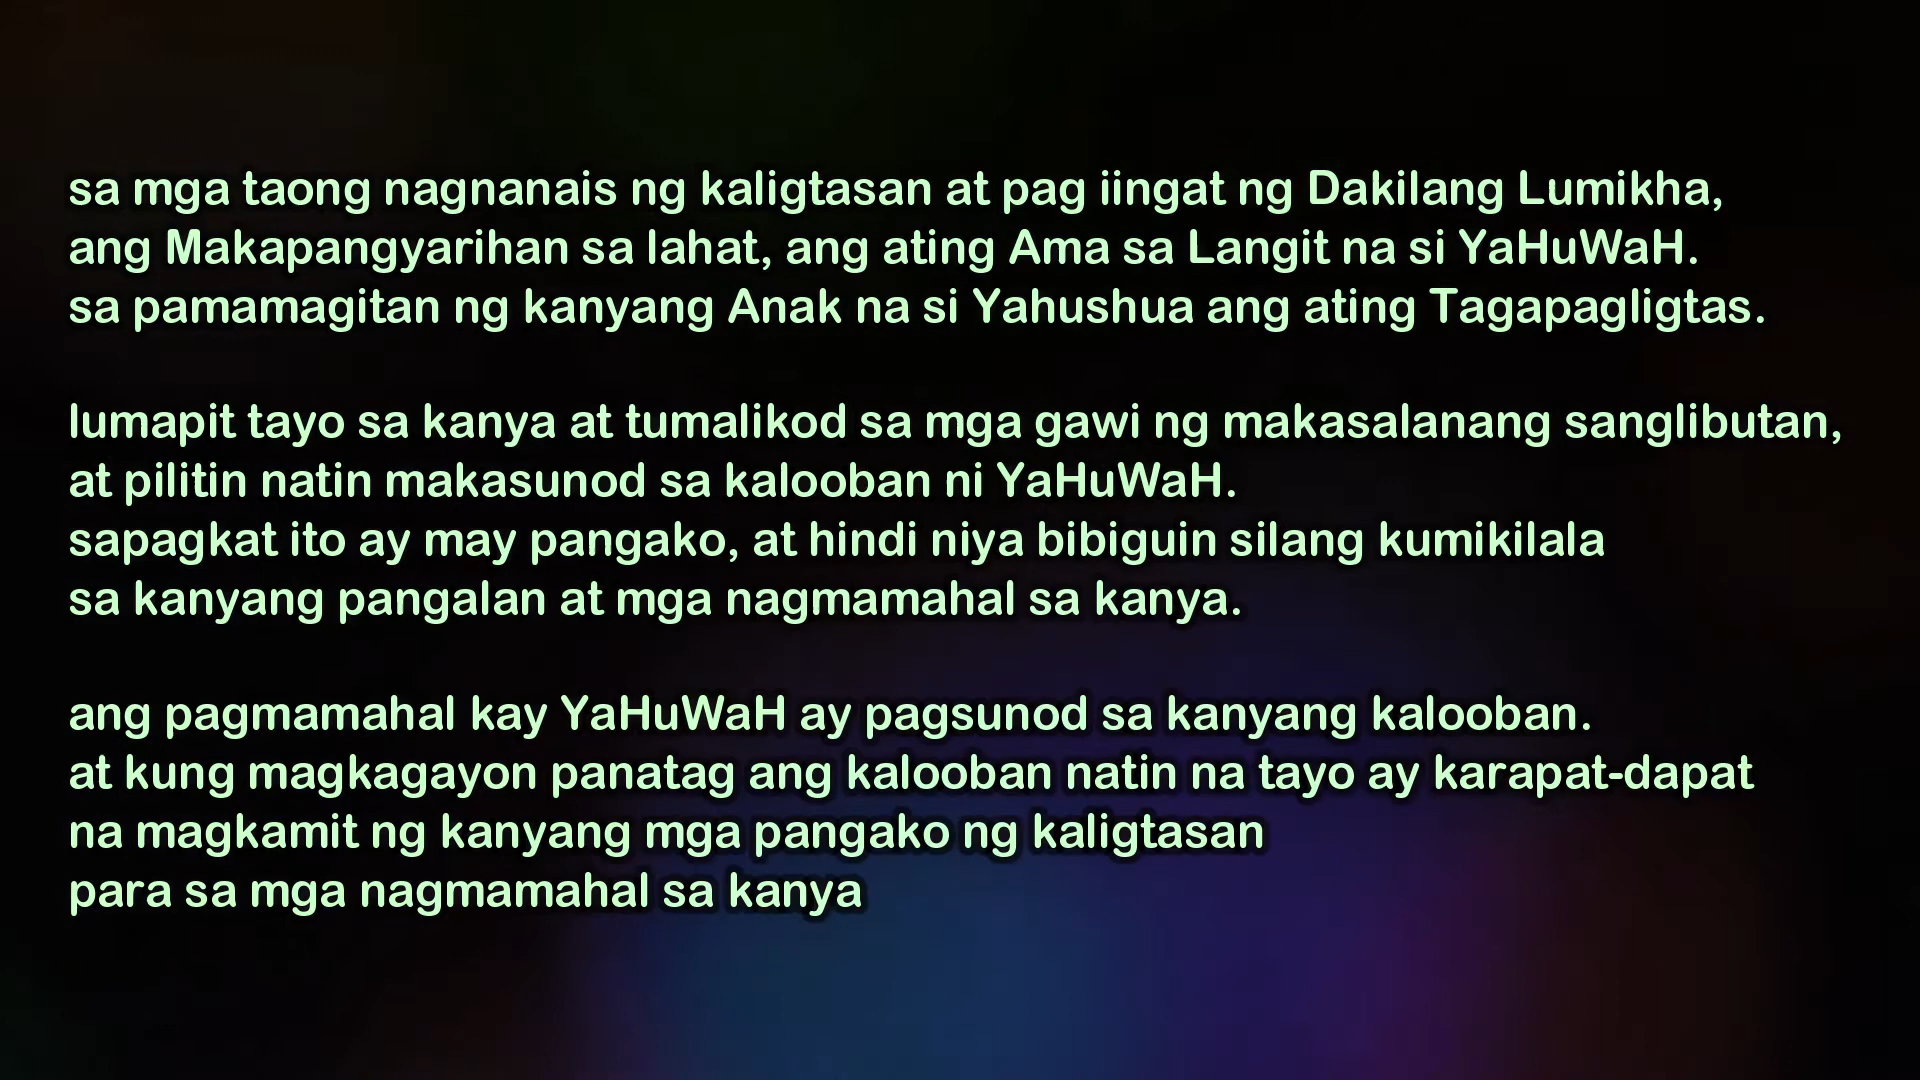 sa mga taong nagnanais ng kaligtasan at pag iingat ng Dakilang Lumikha,
ang Makapangyarihan sa lahat, ang ating Ama sa Langit na si YaHuWaH.
sa pamamagitan ng kanyang Anak na si Yahushua ang ating Tagapagligtas.
lumapit tayo sa kanya at tumalikod sa mga gawi ng makasalanang sanglibutan,
at pilitin natin makasunod sa kalooban ni YaHuWaH.
sapagkat ito ay may pangako, at hindi niya bibiguin silang kumikilala
sa kanyang pangalan at mga nagmamahal sa kanya.
ang pagmamahal kay YaHuWaH ay pagsunod sa kanyang kalooban.
at kung magkagayon panatag ang kalooban natin na tayo ay karapat-dapat
na magkamit ng kanyang mga pangako ng kaligtasan
para sa mga nagmamahal sa kanya